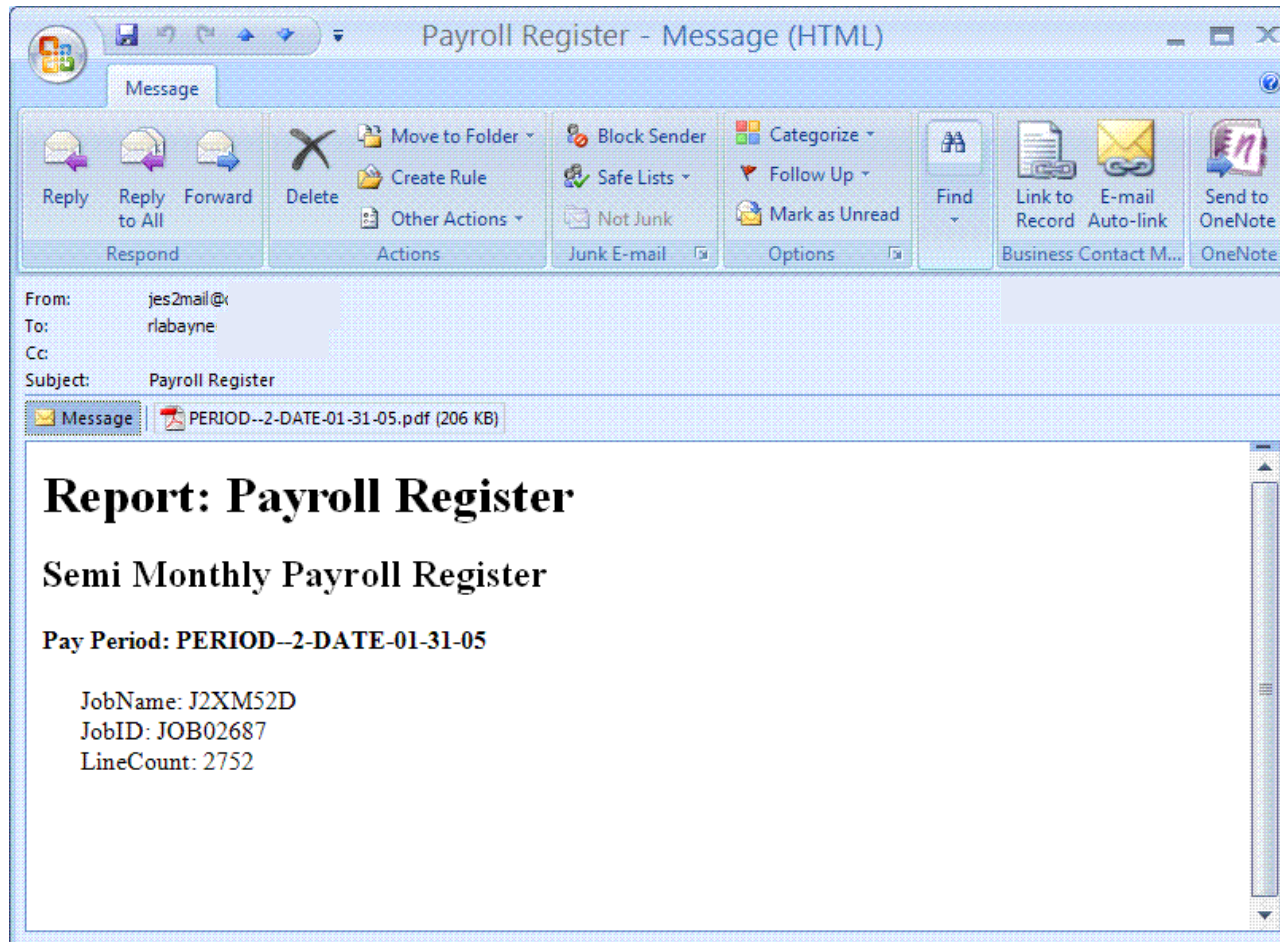 Payroll Register - Message (HTML)
Message
Reply
Reply to All
Forward
Respond
Delete
Move to Folder
Create Rule
Other Actions
Actions
Block Sender
Safe Lists
Not Junk
Junk E-mail
Categorize
Follow Up
Mark as Unread
Options
Find
Link to Record
E-mail Auto-link
Business Contact M...
Send to OneNote
OneNote
From: jes2mail@
To: rlabayne
Cc:
Subject: Payroll Register
Message PERIOD--2-DATE-01-31-05.pdf (206 KB)
Report: Payroll Register
Semi Monthly Payroll Register
Pay Period: PERIOD--2-DATE-01-31-05
JobName: J2XM52D
JobID: JOB02687
LineCount: 2752